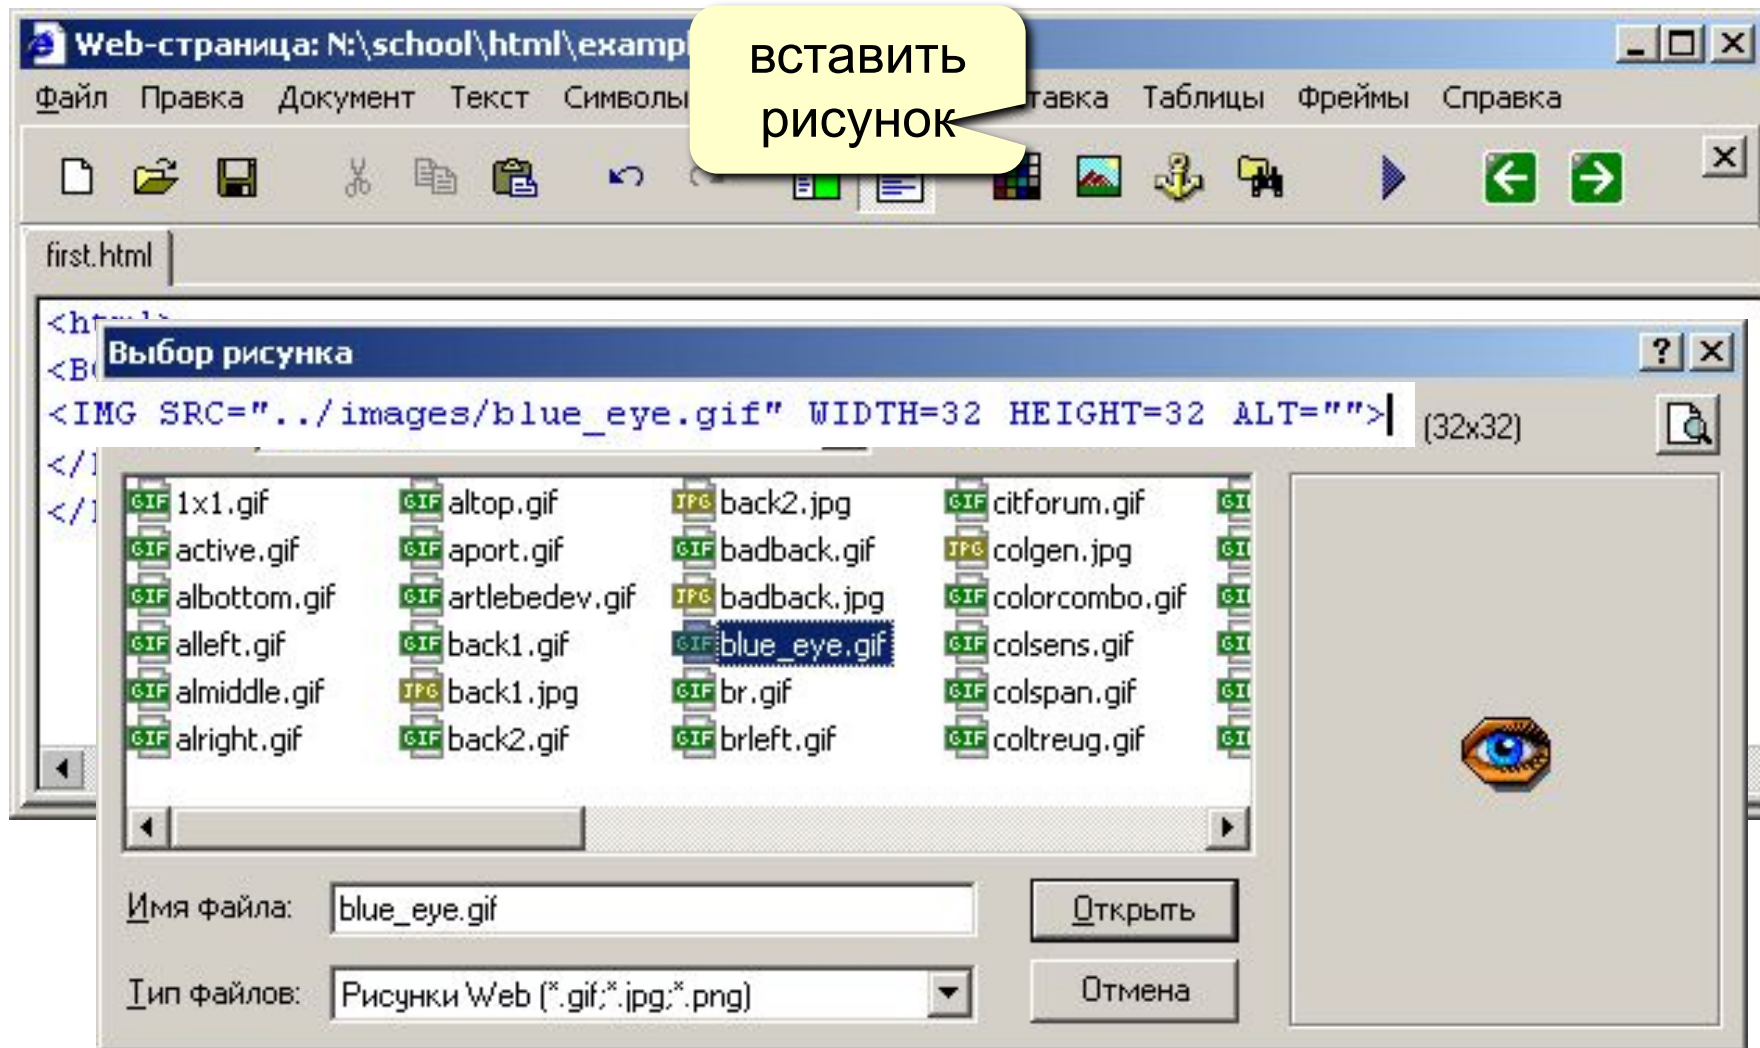 Web-страница: N:\school\html\examp
вставить
рисунок
Файл Правка Документ Текст Символы тавка Таблицы Фреймы Справка
first.html
<html>
Выбор рисунка
<IMG SRC="../images/blue_eye.gif" WIDTH=32 HEIGHT=32 ALT="">
(32x32)
1x1.gif altop.gif back2.jpg citforum.gif
active.gif aport.gif badback.gif colgen.jpg
albottom.gif artlebedev.gif badback.jpg colorcombo.gif
alleft.gif back1.gif blue_eye.gif colsens.gif
almiddle.gif back1.jpg br.gif colspan.gif
alright.gif back2.gif brleft.gif coltreug.gif
Имя файла: blue_eye.gif Открыть
Тип файлов: Рисунки Web (*.gif;*.jpg;*.png) Отмена